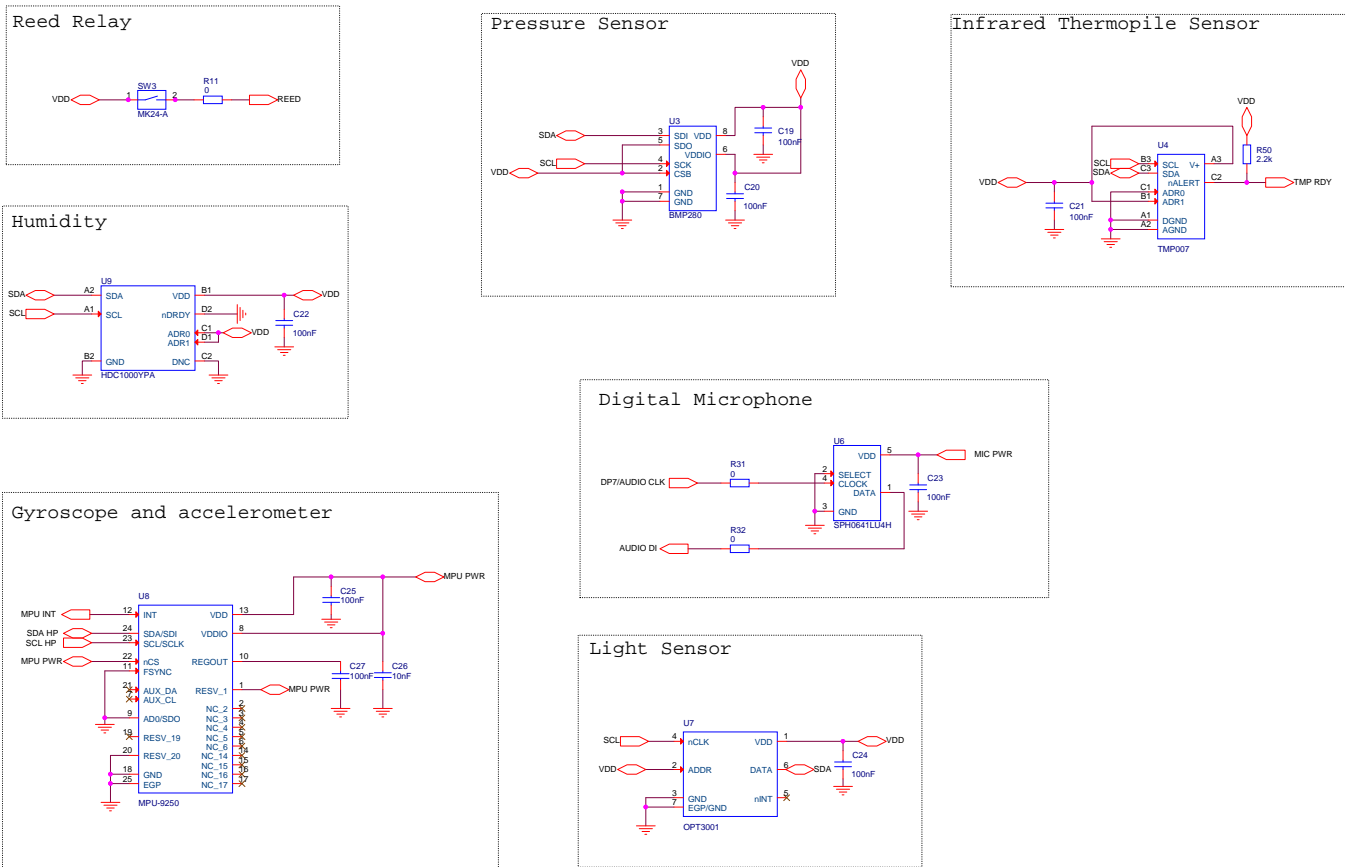 Reed Relay
VDD
1
SW3
2
MK24-A
R11
0
REED
Pressure Sensor
VDD
U3
SDA
3
SDI
VDD
8
5
SDO
VDDIO
6
SCL
4
SCK
VDD
2
CSB
1
GND
7
GND
BMP280
C19
100nF
C20
100nF
Infrared Thermopile Sensor
VDD
R50
2.2k
U4
SCL
B3
SCL
V+
A3
SDA
C3
SDA
nALERT
C2
TMP RDY
C1
ADR0
B1
ADR1
A1
DGND
A2
AGND
TMP007
VDD
C21
100nF
Humidity
U9
SDA
A2
SDA
VDD
B1
VDD
SCL
A1
SCL
nDRDY
D2
ADR0
C1
VDD
ADR1
D1
B2
GND
DNC
C2
HDC1000YPA
C22
100nF
Digital Microphone
U6
VDD
5
MIC PWR
DP7/AUDIO CLK
R31
0
2
SELECT
4
CLOCK
DATA
1
3
GND
SPH0641LU4H
C23
100nF
AUDIO DI
R32
0
Gyroscope and accelerometer
MPU PWR
C25
100nF
U8
MPU INT
12
INT
VDD
13
SDA HP
24
SDA/SDI
VDDIO
8
SCL HP
23
SCL/SCLK
MPU PWR
22
nCS
REGOUT
10
11
FSYNC
C27
100nF
C26
10nF
21
AUX_DA
RESV_1
1
MPU PWR
7
AUX_CL
NC_2
2
NC_3
3
9
AD0/SDO
NC_4
4
19
RESV_19
NC_5
5
NC_6
6
20
RESV_20
NC_14
14
NC_15
15
18
GND
NC_16
16
25
EGP
NC_17
17
MPU-9250
Light Sensor
U7
SCL
4
nCLK
VDD
1
VDD
VDD
2
ADDR
DATA
6
SDA
C24
100nF
3
GND
nINT
5
7
EGP/GND
OPT3001